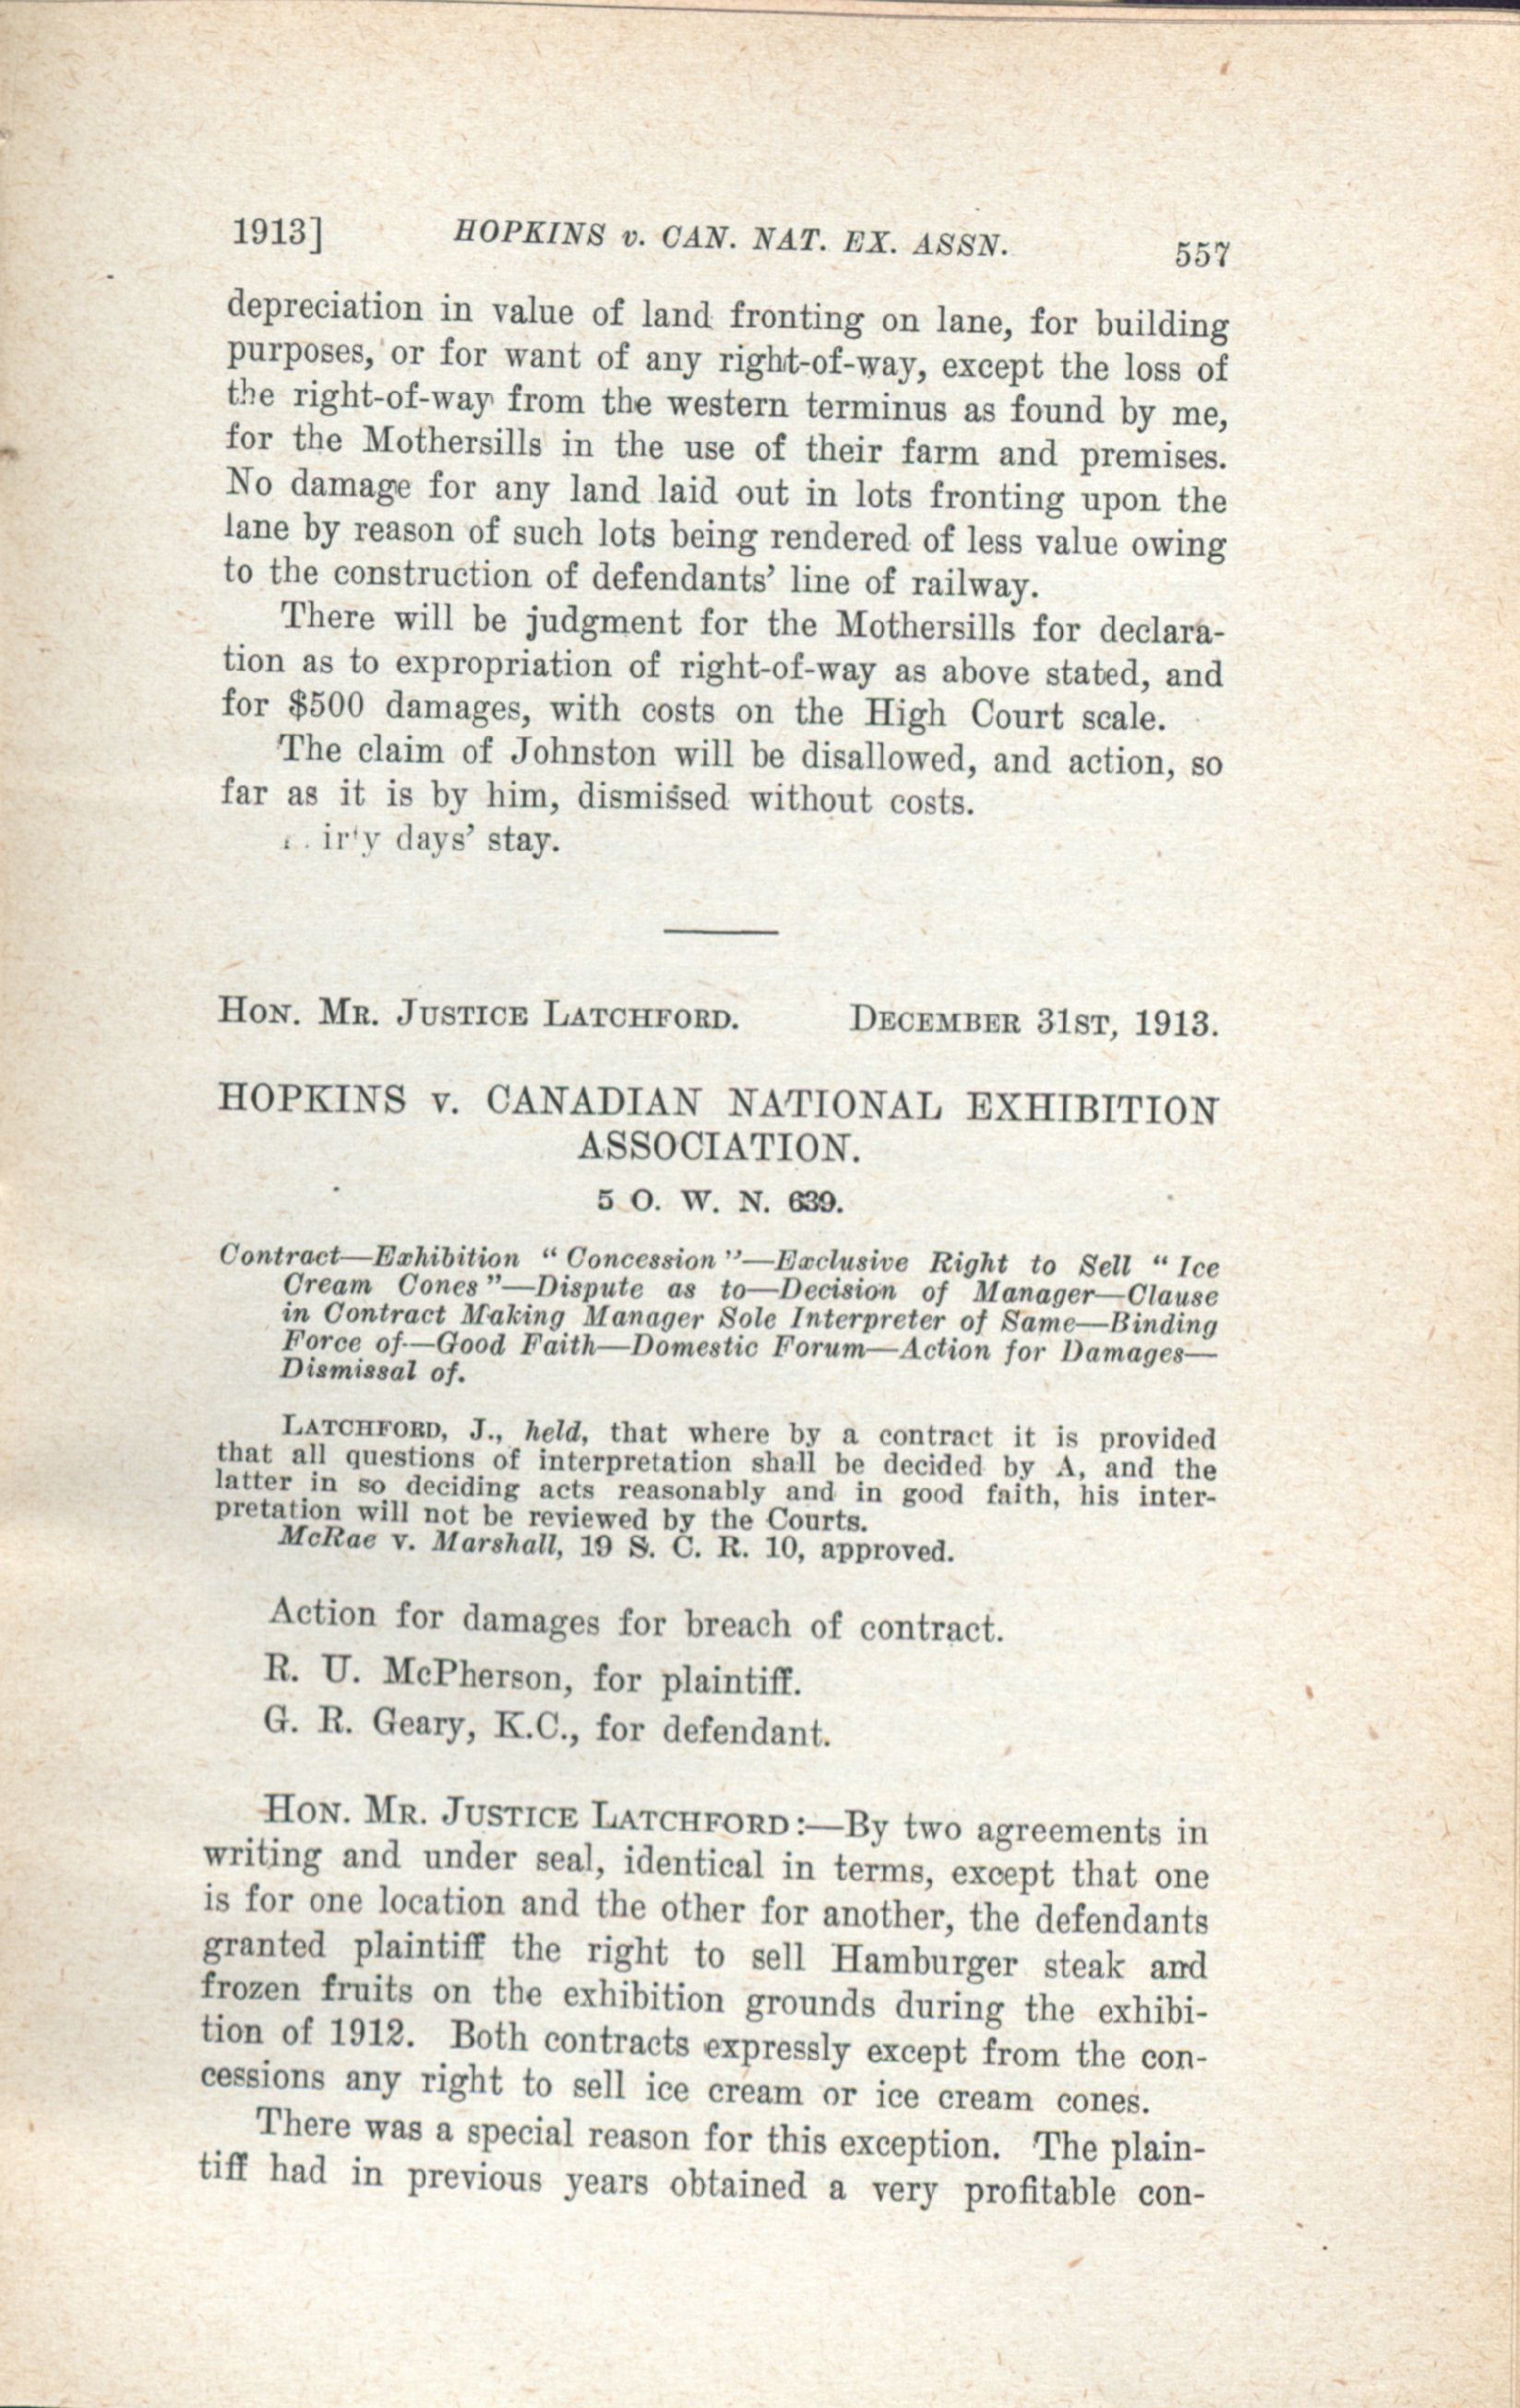 1913] HOPKINS v. CAN. NAT. EX. ASSN. 557
depreciation in value of land fronting on lane, for building
purposes, or for want of any right-of-way, except the loss of
the right-of-way from the western terminus as found by me,
for the Mothersills in the use of their farm and premises.
No damage for any land laid out in lots fronting upon the
lane by reason of such lots being rendered of less value owing
to the construction of defendants' line of railway.
There will be judgment for the Mothersills for declara-
tion as to expropriation of right-of-way as above stated, and
for $500 damages, with costs on the High Court scale.
The claim of Johnston will be disallowed, and action, so
far as it is by him, dismissed without costs.
days' stay.
HON. MR. JUSTICE LATCHFORD. DECEMBER 31ST, 1913.
HOPKINS v. CANADIAN NATIONAL EXHIBITION
ASSOCIATION.
5 O. W. N. 639.
Contract—Exhibition "Concession"—Exclusive Right to Sell "Ice
Cream Cones"—Dispute as to—Decision of Manager—Clause
in Contract Making Manager Sole Interpreter of Same—Binding
Force of—Good Faith—Domestic Forum—Action for Damages—
Dismissal of.
LATCHFORD, J., held, that where by a contract it is provided
that all questions of interpretation shall be decided by A, and the
latter in so deciding acts reasonably and in good faith, his inter-
pretation will not be reviewed by the Courts.
McRae v. Marshall, 19 S. C. R. 10, approved.
Action for damages for breach of contract.
R. U. McPherson, for plaintiff.
G. R. Geary, K.C., for defendant.
HON. MR. JUSTICE LATCHFORD:—By two agreements in
writing and under seal, identical in terms, except that one
is for one location and the other for another, the defendants
granted plaintiff the right to sell Hamburger steak and
frozen fruits on the exhibition grounds during the exhibi-
tion of 1912. Both contracts expressly except from the con-
cessions any right to sell ice cream or ice cream cones.
There was a special reason for this exception. The plain-
tiff had in previous years obtained a very profitable con-